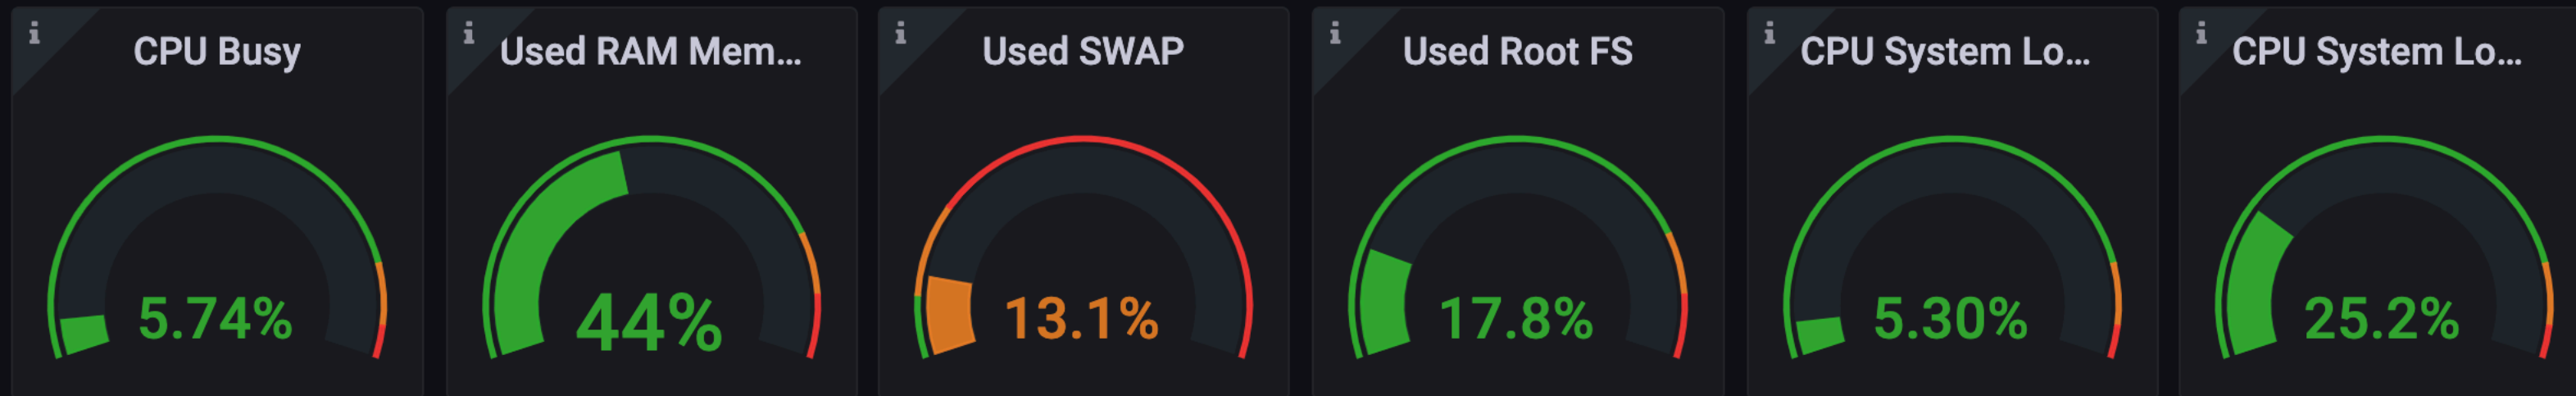 i
CPU Busy
5.74%
i
Used RAM Mem...
44%
i
Used SWAP
13.1%
i
Used Root FS
17.8%
i
CPU System Lo...
5.30%
i
CPU System Lo...
25.2%